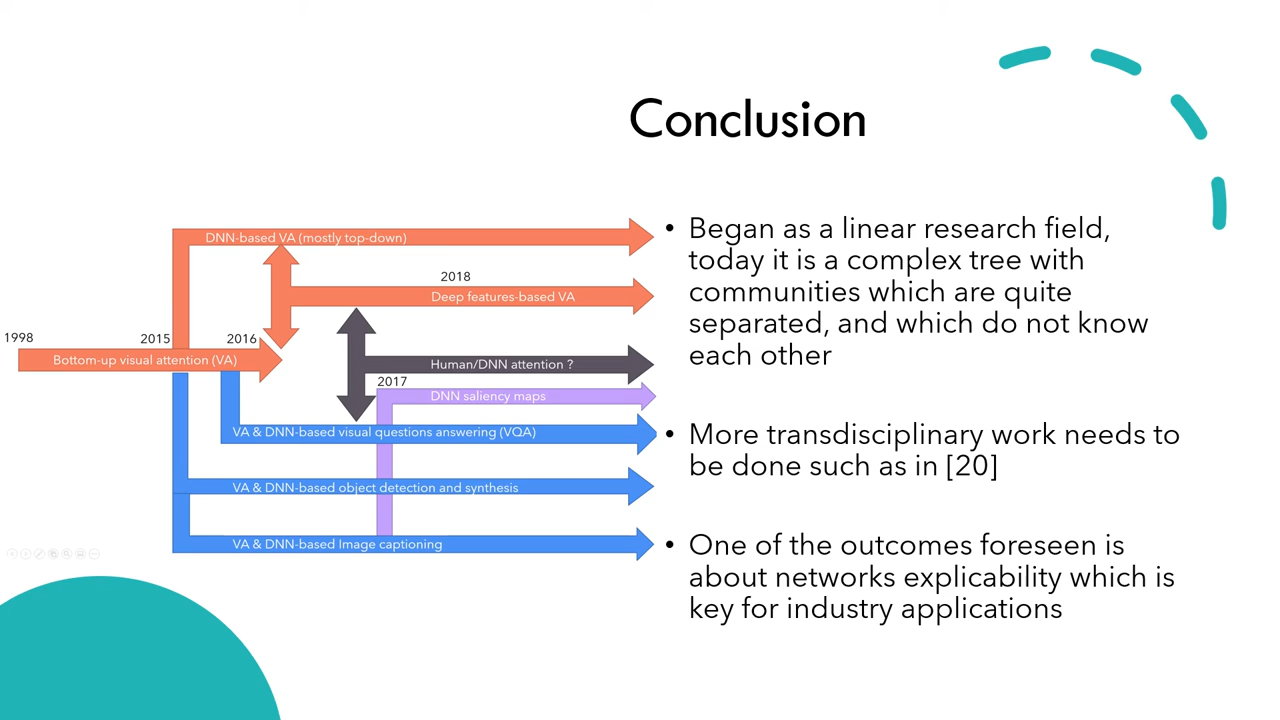 Conclusion
DNN-based VA (mostly top-down)
2018
Deep features-based VA
1998
2015
2016
Bottom-up visual attention (VA)
Human/DNN attention ?
2017
DNN saliency maps
VA & DNN-based visual questions answering (VQA)
VA & DNN-based object detection and synthesis
VA & DNN-based Image captioning
• Began as a linear research field,
today it is a complex tree with
communities which are quite
separated, and which do not know
each other
• More transdisciplinary work needs to
be done such as in [20]
• One of the outcomes foreseen is
about networks explicability which is
key for industry applications